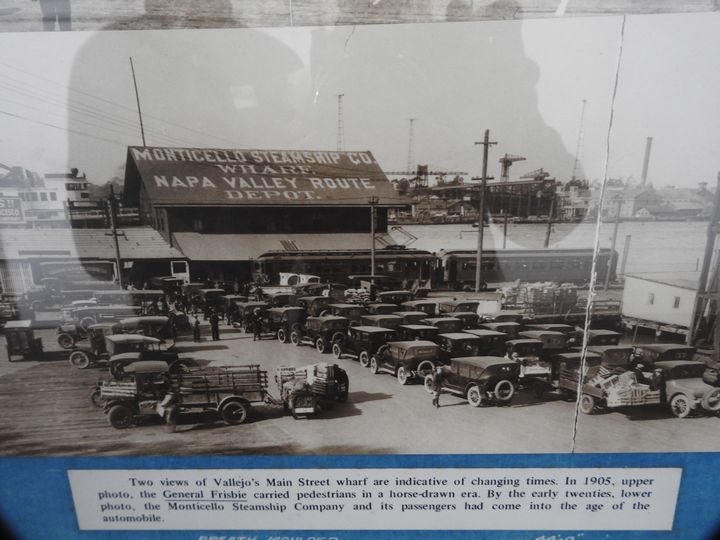 MONTICELLO STEAMSHIP CO.
WHARF.
NAPA VALLEY ROUTE
DEPOT.
Two views of Vallejo's Main Street wharf are indicative of changing times. In 1905, upper
photo, the General Frisbie carried pedestrians in a horse-drawn era. By the early twenties, lower
photo, the Monticello Steamship Company and its passengers had come into the age of the
automobile.